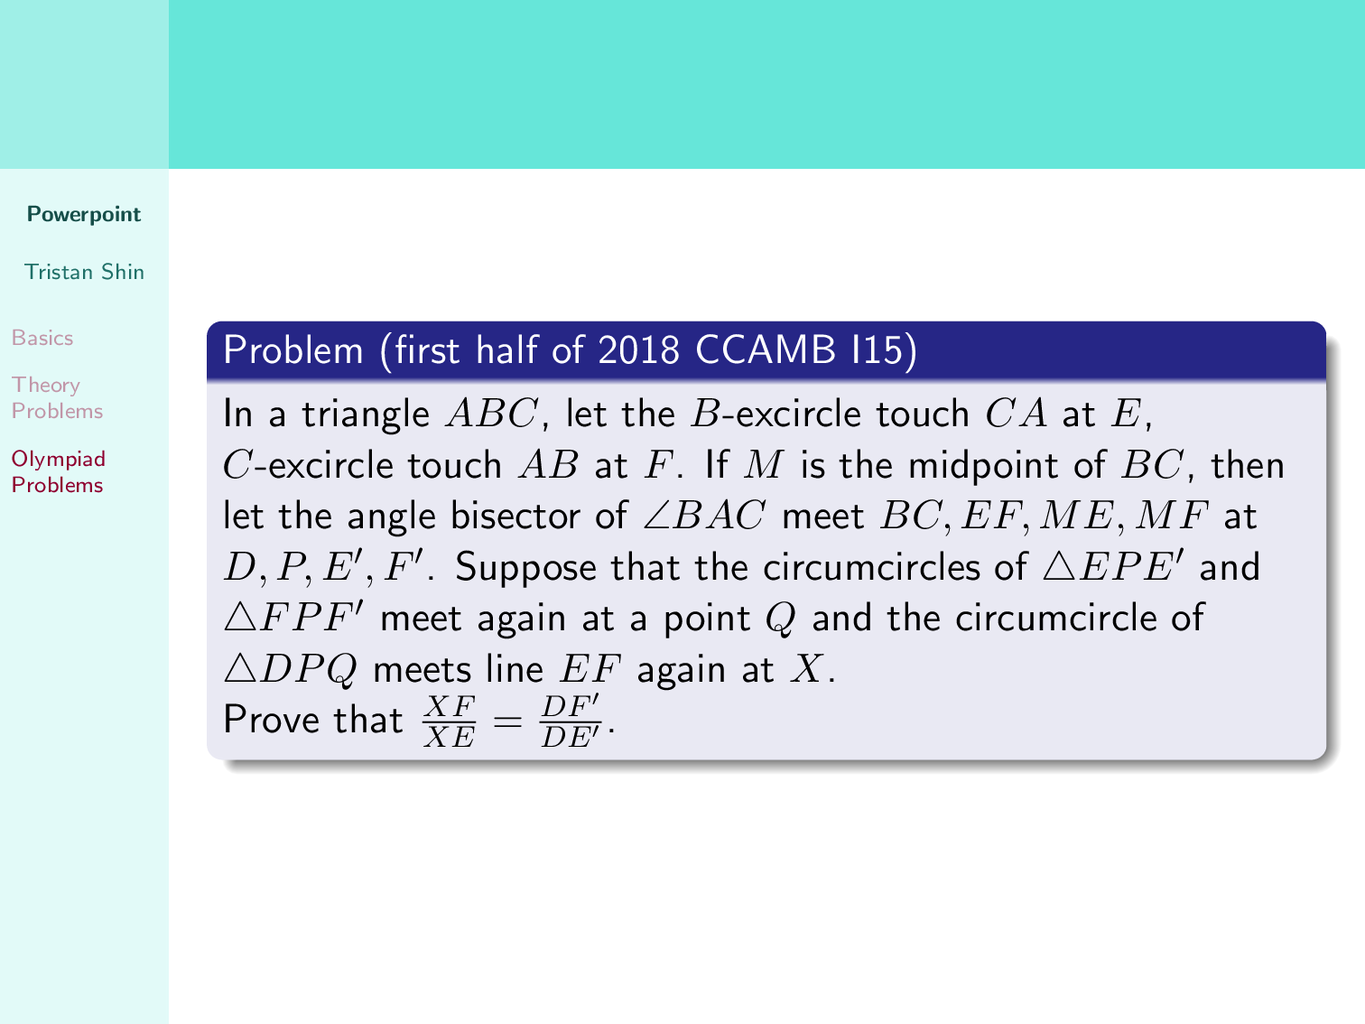 Powerpoint
Tristan Shin
Basics
Theory
Problems
Olympiad
Problems
Problem (first half of 2018 CCAMB I15)
In a triangle ABC, let the B-excircle touch CA at E,
C-excircle touch AB at F. If M is the midpoint of BC, then
let the angle bisector of ∠BAC meet BC, EF, ME, MF at
D, P, E′, F′. Suppose that the circumcircles of △EPE′ and
△FPF′ meet again at a point Q and the circumcircle of
△DPQ meets line EF again at X.
Prove that XF/XE = DF′/DE′.